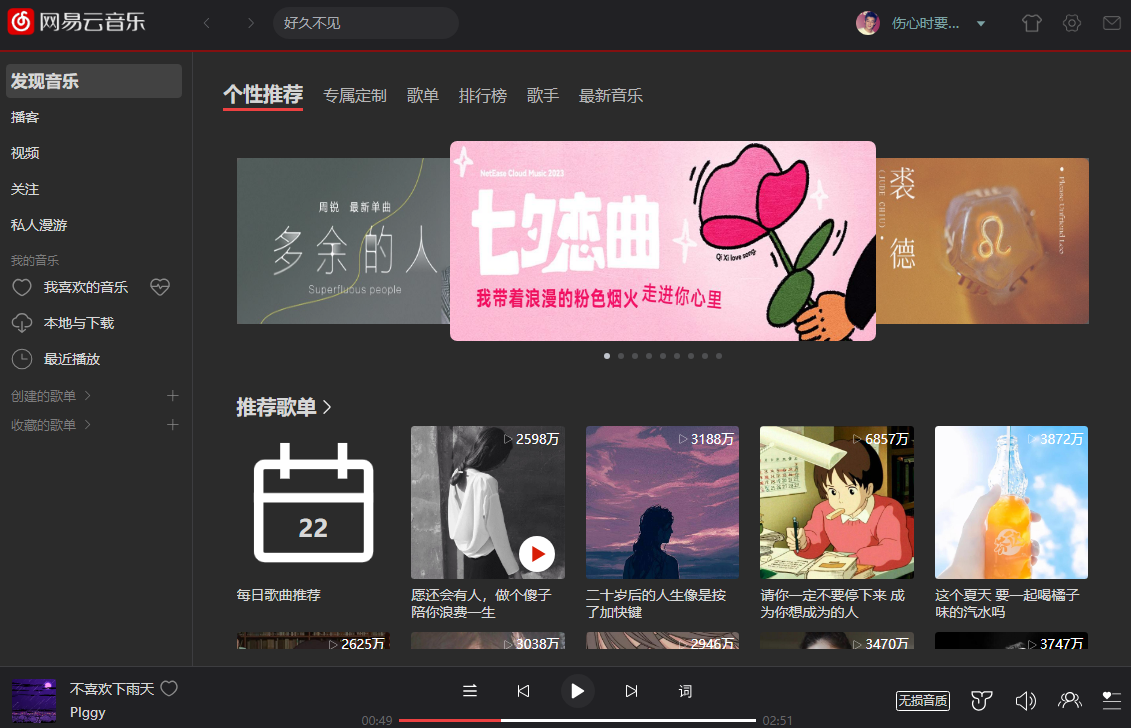 网易云音乐
好久不见
伤心时要...
发现音乐
播客
视频
关注
私人漫游
我的音乐
我喜欢的音乐
本地与下载
最近播放
创建的歌单
收藏的歌单
个性推荐 专属定制 歌单 排行榜 歌手 最新音乐
周锐 最新单曲
多余的人
Superfluous people
NetEase Cloud Music 2023
七夕恋曲
Qi Xi love song
我带着浪漫的粉色烟火走进你心里
裘德
(JUDE CHIU)
Please Unfriend Leo
推荐歌单
22
每日歌曲推荐
2598万
愿还会有人，做个傻子
陪你浪费一生
3188万
二十岁后的人生像是按
了加快键
6857万
请你一定不要停下来 成
为你想成为的人
3872万
这个夏天 要一起喝橘子
味的汽水吗
2625万
3038万
2946万
3470万
3747万
不喜欢下雨天
PIggy
词
00:49
02:51
无损音质